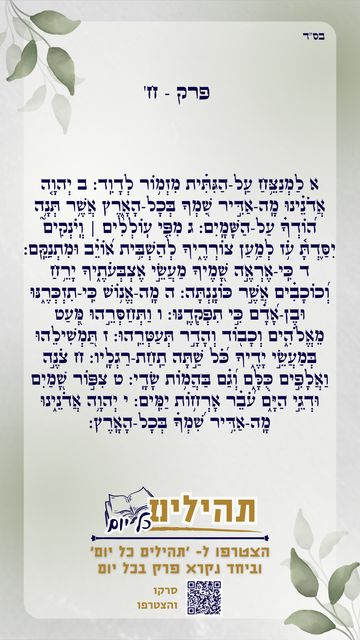 בס"ד
פרק - ח'
א לַמְנַצֵּחַ עַל-הַגִּתִּית מִזְמוֹר לְדָוִד: ב יְהוָה
אֲדֹנֵינוּ מָה-אַדִּיר שִׁמְךָ בְּכָל-הָאָרֶץ אֲשֶׁר תְּנָה
הוֹדְךָ עַל-הַשָּׁמָיִם: ג מִפִּי עוֹלְלִים | וְיֹנְקִים
יִסַּדְתָּ עֹז לְמַעַן צוֹרְרֶיךָ לְהַשְׁבִּית אוֹיֵב וּמִתְנַקֵּם:
ד כִּי-אֶרְאֶה שָׁמֶיךָ מַעֲשֵׂי אֶצְבְּעֹתֶיךָ יָרֵחַ
וְכוֹכָבִים אֲשֶׁר כּוֹנָנְתָּה: ה מָה-אֱנוֹשׁ כִּי-תִזְכְּרֶנּוּ
וּבֶן-אָדָם כִּי תִפְקְדֶנּוּ: ו וַתְּחַסְּרֵהוּ מְּעַט
מֵאֱלֹהִים וְכָבוֹד וְהָדָר תְּעַטְּרֵהוּ: ז תַּמְשִׁילֵהוּ
בְּמַעֲשֵׂי יָדֶיךָ כֹּל שַׁתָּה תַחַת-רַגְלָיו: ח צֹנֶה
וַאֲלָפִים כֻּלָּם וְגַם בַּהֲמוֹת שָׂדָי: ט צִפּוֹר שָׁמַיִם
וּדְגֵי הַיָּם עֹבֵר אָרְחוֹת יַמִּים: י יְהוָה אֲדֹנֵינוּ
מָה-אַדִּיר שִׁמְךָ בְּכָל-הָאָרֶץ:
תהילים
כל יום!
הצטרפו ל- 'תהילים כל יום'
וביחד נקרא פרק בכל יום
סרקו
והצטרפו